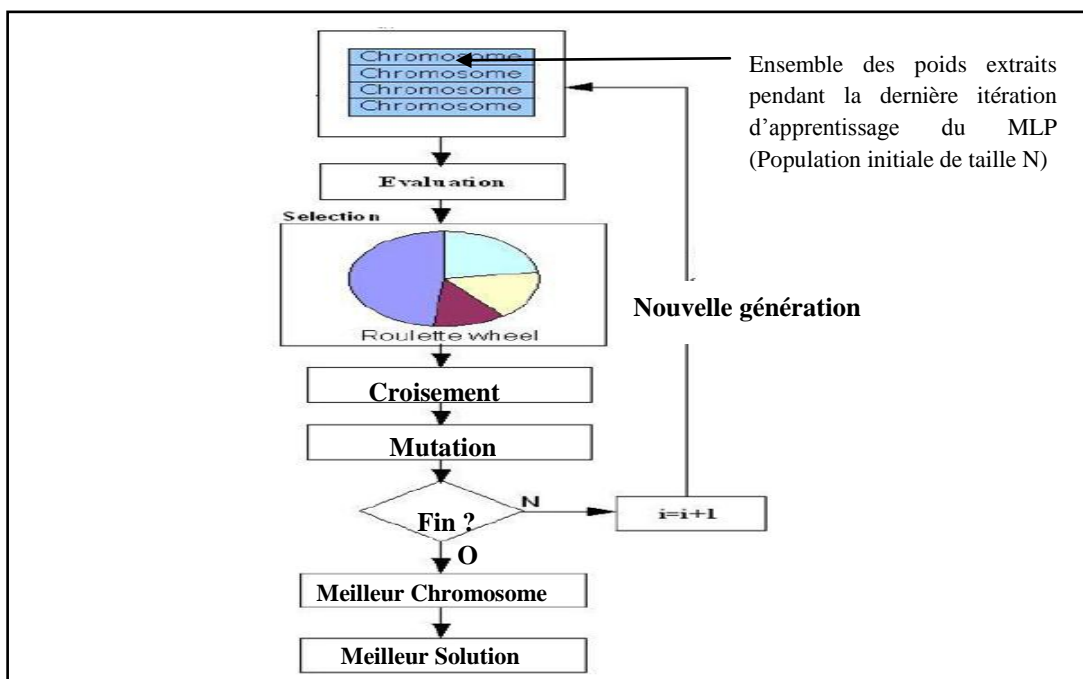 Chromosome
Chromosome
Chromosome
Chromosome
Ensemble des poids extraits
pendant la dernière itération
d’apprentissage du MLP
(Population initiale de taille N)
Evaluation
Selection
Roulette wheel
Nouvelle génération
Croisement
Mutation
Fin ?
N
i=i+1
O
Meilleur Chromosome
Meilleur Solution